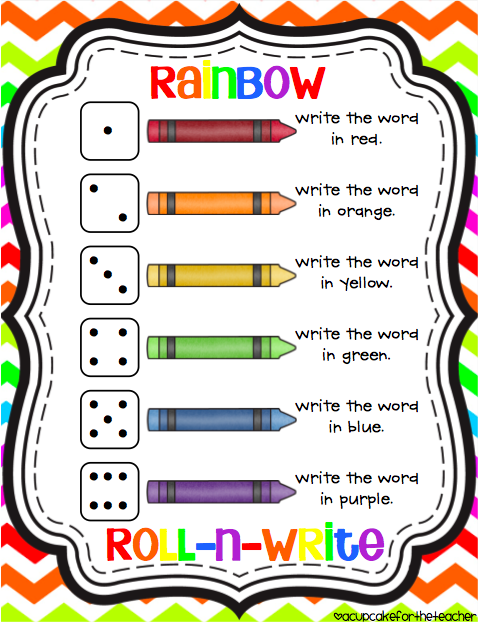 RAiNBOW
write the word
in red.
write the word
in orange.
write the word
in yellow.
write the word
in green.
write the word
in blue.
write the word
in purple.
ROLL-n-WRite
♡acupcakefortheteacher